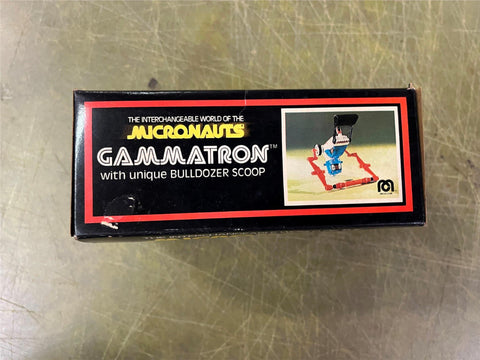 THE INTERCHANGEABLE WORLD OF THE
MICRONAUTS
GAMMATRON™
with unique BULLDOZER SCOOP